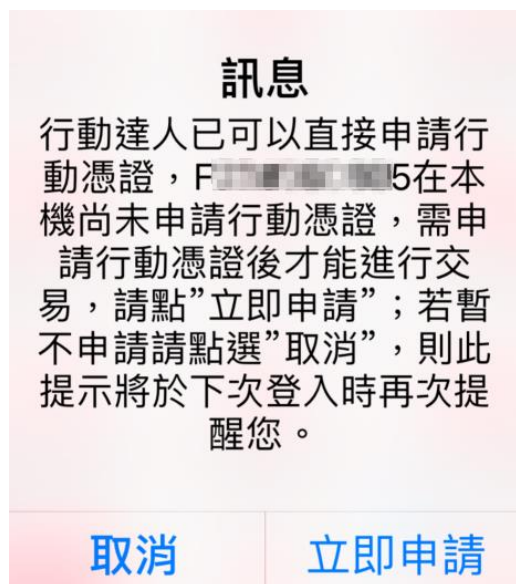 訊息
行動達人已可以直接申請行
動憑證，F 5在本
機尚未申請行動憑證，需申
請行動憑證後才能進行交
易，請點”立即申請”；若暫
不申請請點選”取消”，則此
提示將於下次登入時再次提
醒您。
取消
立即申請